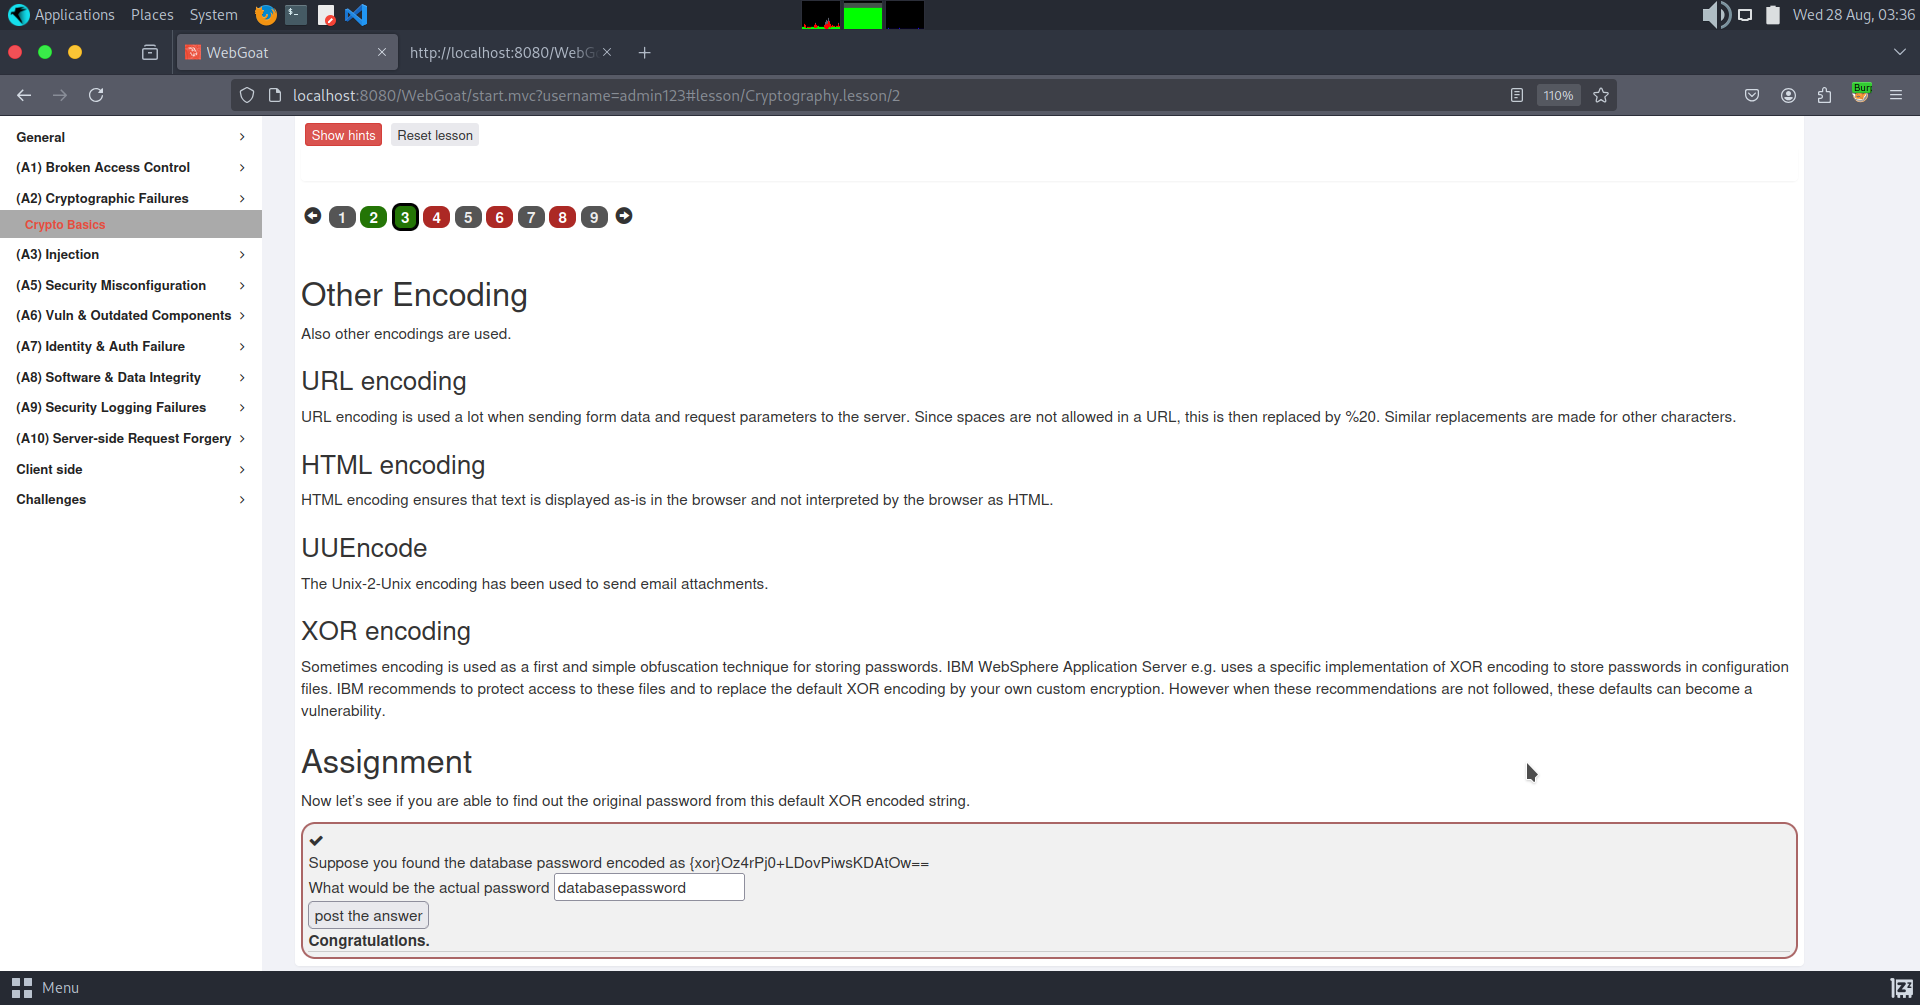 Applications Places System
Wed 28 Aug, 03:36
WebGoat
http://localhost:8080/WebG
localhost:8080/WebGoat/start.mvc?username=admin123#lesson/Cryptography.lesson/2
110%
Bur
General
(A1) Broken Access Control
(A2) Cryptographic Failures
Crypto Basics
(A3) Injection
(A5) Security Misconfiguration
(A6) Vuln & Outdated Components
(A7) Identity & Auth Failure
(A8) Software & Data Integrity
(A9) Security Logging Failures
(A10) Server-side Request Forgery
Client side
Challenges
Show hints Reset lesson
1 2 3 4 5 6 7 8 9
Other Encoding
Also other encodings are used.
URL encoding
URL encoding is used a lot when sending form data and request parameters to the server. Since spaces are not allowed in a URL, this is then replaced by %20. Similar replacements are made for other characters.
HTML encoding
HTML encoding ensures that text is displayed as-is in the browser and not interpreted by the browser as HTML.
UUEncode
The Unix-2-Unix encoding has been used to send email attachments.
XOR encoding
Sometimes encoding is used as a first and simple obfuscation technique for storing passwords. IBM WebSphere Application Server e.g. uses a specific implementation of XOR encoding to store passwords in configuration
files. IBM recommends to protect access to these files and to replace the default XOR encoding by your own custom encryption. However when these recommendations are not followed, these defaults can become a
vulnerability.
Assignment
Now let's see if you are able to find out the original password from this default XOR encoded string.
Suppose you found the database password encoded as {xor}Oz4rPj0+LDovPiwsKDAtOw==
What would be the actual password databasepassword
post the answer
Congratulations.
Menu